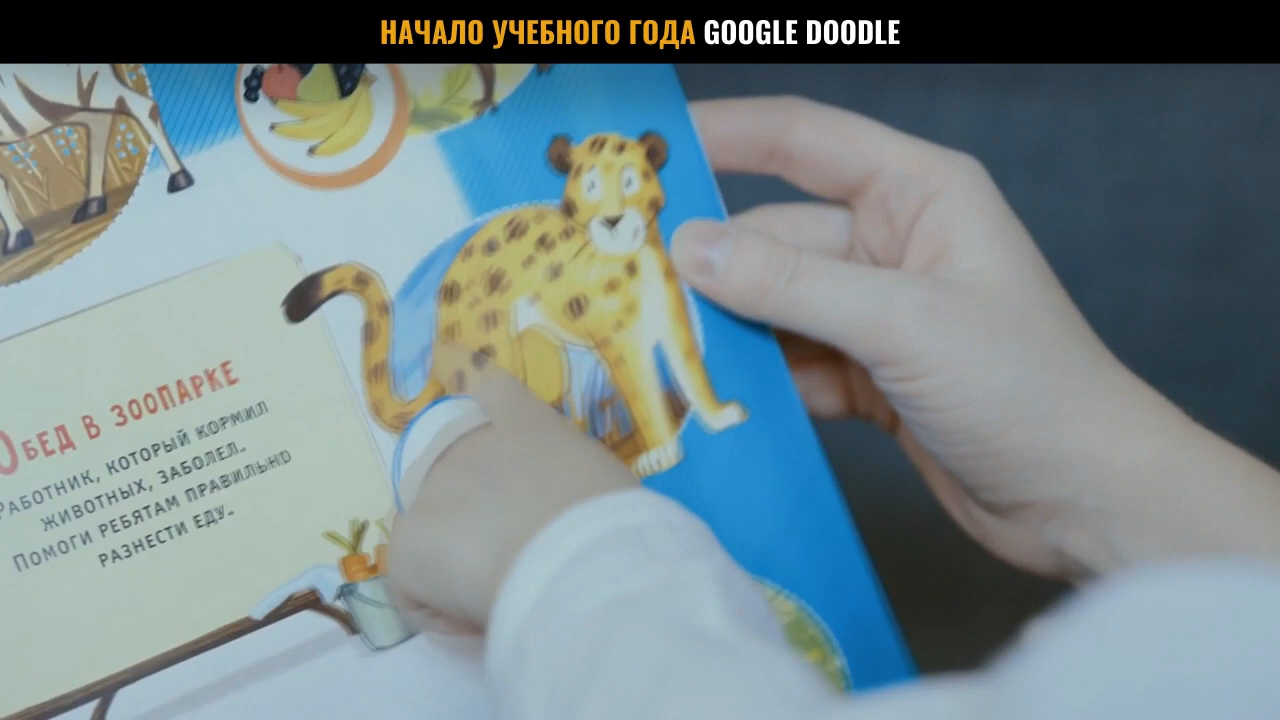 НАЧАЛО УЧЕБНОГО ГОДА GOOGLE DOODLE
ОБЕД В ЗООПАРКЕ
РАБОТНИК, КОТОРЫЙ КОРМИЛ
ЖИВОТНЫХ, ЗАБОЛЕЛ.
ПОМОГИ РЕБЯТАМ ПРАВИЛЬНО
РАЗНЕСТИ ЕДУ.